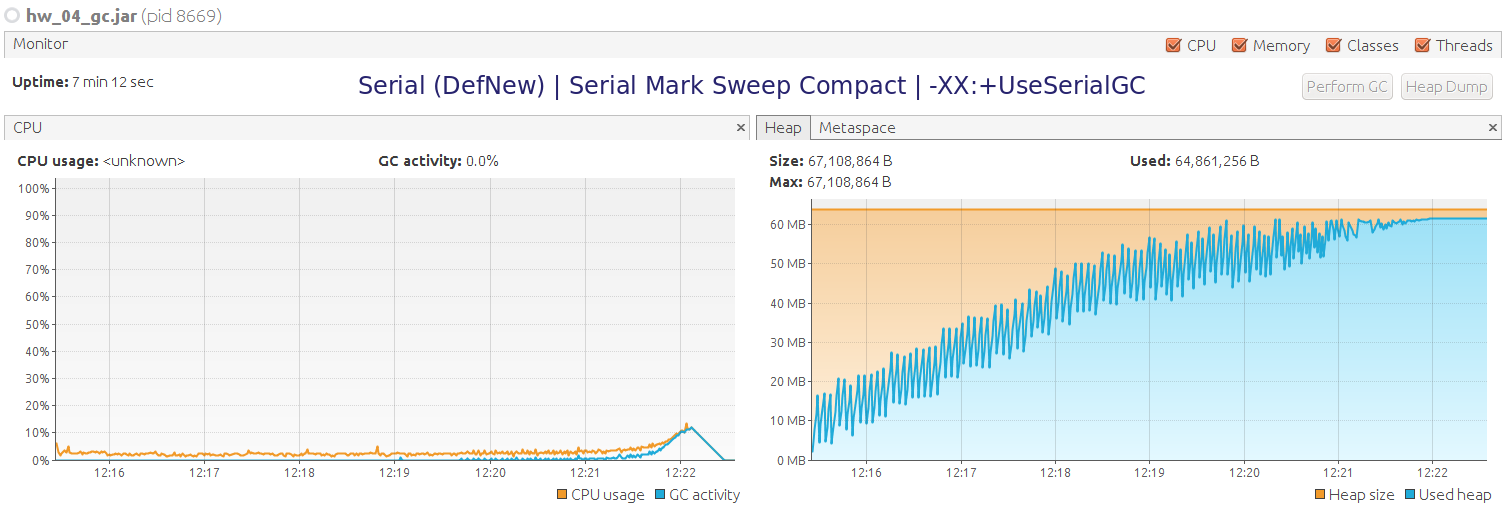 hw_04_gc.jar (pid 8669)
Monitor
CPU Memory Classes Threads
Uptime: 7 min 12 sec
Serial (DefNew) | Serial Mark Sweep Compact | -XX:+UseSerialGC
Perform GC Heap Dump
CPU ×
CPU usage: <unknown> GC activity: 0.0%
100%
90%
80%
70%
60%
50%
40%
30%
20%
10%
0%
12:16 12:17 12:18 12:19 12:20 12:21 12:22
CPU usage GC activity
Heap Metaspace ×
Size: 67,108,864 B Used: 64,861,256 B
Max: 67,108,864 B
60 MB
50 MB
40 MB
30 MB
20 MB
10 MB
0 MB
12:16 12:17 12:18 12:19 12:20 12:21 12:22
Heap size Used heap